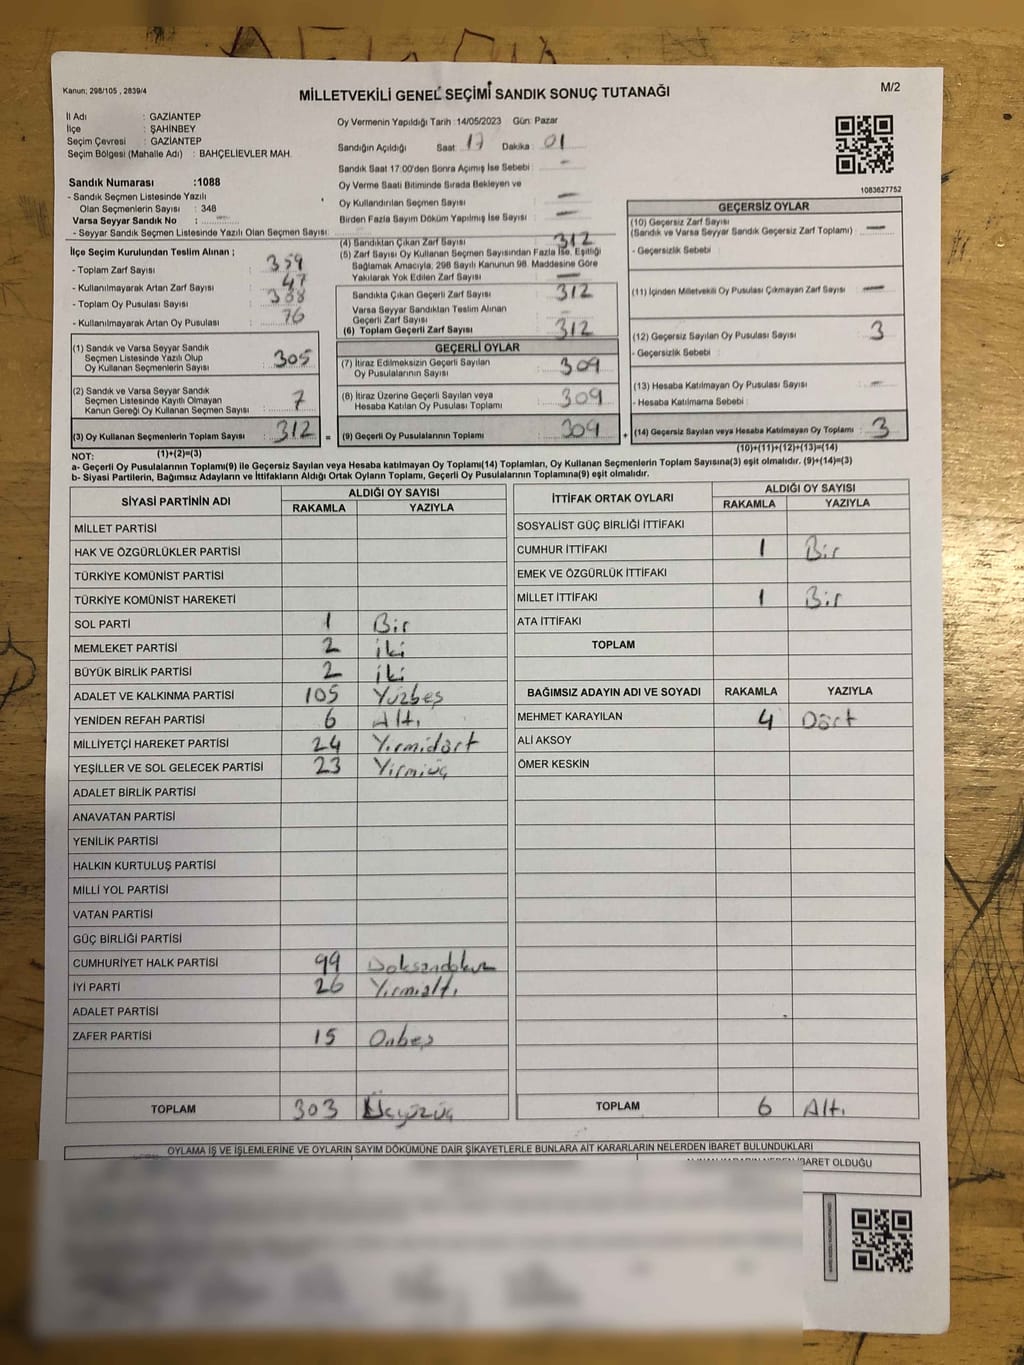 Kanun; 298/105 , 2839/4
MİLLETVEKİLİ GENEL SEÇİMİ SANDIK SONUÇ TUTANAĞI
M/2
İl Adı : GAZİANTEP
İlçe : ŞAHİNBEY
Seçim Çevresi : GAZİANTEP
Seçim Bölgesi (Mahalle Adı) : BAHÇELİEVLER MAH.
Oy Vermenin Yapıldığı Tarih :14/05/2023 Gün: Pazar
Sandığın Açıldığı Saat: 17 Dakika: 01
Sandık Saat 17:00'den Sonra Açımış İse Sebebi : -
Oy Verme Saati Bitiminde Sırada Bekleyen ve
Oy Kullandırılan Seçmen Sayısı : -
Birden Fazla Sayım Döküm Yapılmış İse Sayısı : -
1083627752
Sandık Numarası :1088
- Sandık Seçmen Listesinde Yazılı
Olan Seçmenlerin Sayısı : 348
Varsa Seyyar Sandık No : -
- Seyyar Sandık Seçmen Listesinde Yazılı Olan Seçmen Sayısı:
İlçe Seçim Kurulundan Teslim Alınan ;
- Toplam Zarf Sayısı : 359
- Kullanılmayarak Artan Zarf Sayısı : 47
- Toplam Oy Pusulası Sayısı : 388
- Kullanılmayarak Artan Oy Pusulası : 76
(1) Sandık ve Varsa Seyyar Sandık
Seçmen Listesinde Yazılı Olup
Oy Kullanan Seçmenlerin Sayısı : 305
(2) Sandık ve Varsa Seyyar Sandık
Seçmen Listesinde Kayıtlı Olmayan
Kanun Gereği Oy Kullanan Seçmen Sayısı : 7
(3) Oy Kullanan Seçmenlerin Toplam Sayısı : 312 =
(1)+(2)=(3)
(4) Sandıktan Çıkan Zarf Sayısı : 312
(5) Zarf Sayısı Oy Kullanan Seçmen Sayısından Fazla İse, Eşitliği
Sağlamak Amacıyla; 298 Sayılı Kanunun 98. Maddesine Göre
Yakılarak Yok Edilen Zarf Sayısı : -
Sandıkta Çıkan Geçerli Zarf Sayısı : 312
Varsa Seyyar Sandıktan Teslim Alınan
Geçerli Zarf Sayısı : -
(6) Toplam Geçerli Zarf Sayısı : 312
GEÇERLİ OYLAR
(7) İtiraz Edilmeksizin Geçerli Sayılan
Oy Pusulalarının Sayısı : 309
(8) İtiraz Üzerine Geçerli Sayılan veya
Hesaba Katılan Oy Pusulası Toplamı : 309
(9) Geçerli Oy Pusulalarının Toplamı : 309 +
GEÇERSİZ OYLAR
(10) Geçersiz Zarf Sayısı
(Sandık ve Varsa Seyyar Sandık Geçersiz Zarf Toplamı) : -
- Geçersizlik Sebebi :
(11) İçinden Milletvekili Oy Pusulası Çıkmayan Zarf Sayısı : -
(12) Geçersiz Sayılan Oy Pusulası Sayısı : 3
- Geçersizlik Sebebi :
(13) Hesaba Katılmayan Oy Pusulası Sayısı : -
- Hesaba Katılmama Sebebi :
(14) Geçersiz Sayılan veya Hesaba Katılmayan Oy Toplamı : 3
(10)+(11)+(12)+(13)=(14)
NOT:
a- Geçerli Oy Pusulaları Toplamı(9) ile Geçersiz Sayılan veya Hesaba katılmayan Oy Toplamı(14) Toplamları, Oy Kullanan Seçmenlerin Toplam Sayısına(3) eşit olmalıdır. (9)+(14)=(3)
b- Siyasi Partilerin, Bağımsız Adayların ve İttifakların Aldığı Ortak Oyların Toplamı, Geçerli Oy Pusulalarının Toplamına(9) eşit olmalıdır.
SİYASİ PARTİNİN ADI ALDIĞI OY SAYISI
RAKAMLA YAZIYLA
MİLLET PARTİSİ
HAK VE ÖZGÜRLÜKLER PARTİSİ
TÜRKİYE KOMÜNİST PARTİSİ
TÜRKİYE KOMÜNİST HAREKETİ
SOL PARTİ 1 Bir
MEMLEKET PARTİSİ 2 iki
BÜYÜK BİRLİK PARTİSİ 2 iki
ADALET VE KALKINMA PARTİSİ 105 Yüzbeş
YENİDEN REFAH PARTİSİ 6 Altı
MİLLİYETÇİ HAREKET PARTİSİ 24 Yirmidört
YEŞİLLER VE SOL GELECEK PARTİSİ 23 Yirmiüç
ADALET BİRLİK PARTİSİ
ANAVATAN PARTİSİ
YENİLİK PARTİSİ
HALKIN KURTULUŞ PARTİSİ
MİLLİ YOL PARTİSİ
VATAN PARTİSİ
GÜÇ BİRLİĞİ PARTİSİ
CUMHURİYET HALK PARTİSİ 99 Doksandokuz
İYİ PARTİ 26 Yirmialtı
ADALET PARTİSİ
ZAFER PARTİSİ 15 Onbeş
TOPLAM 303 Üçyüzüç
İTTİFAK ORTAK OYLARI ALDIĞI OY SAYISI
RAKAMLA YAZIYLA
SOSYALİST GÜÇ BİRLİĞİ İTTİFAKI
CUMHUR İTTİFAKI 1 Bir
EMEK VE ÖZGÜRLÜK İTTİFAKI
MİLLET İTTİFAKI 1 Bir
ATA İTTİFAKI
TOPLAM
BAĞIMSIZ ADAYIN ADI VE SOYADI RAKAMLA YAZIYLA
MEHMET KARAYILAN 4 Dört
ALİ AKSOY
ÖMER KESKİN
TOPLAM 6 Altı
OYLAMA İŞ VE İŞLEMLERİNE VE OYLARIN SAYIM DÖKÜMÜNE DAİR ŞİKAYETLERLE BUNLARA AİT KARARLARIN NELERDEN İBARET BULUNDUKLARI
İBARET OLDUĞU